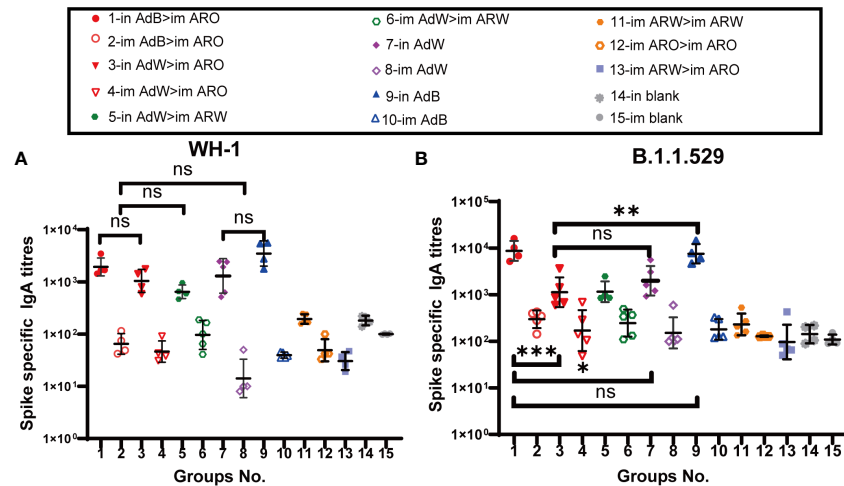 1-in AdB>im ARO
2-im AdB>im ARO
3-in AdW>im ARO
4-im AdW>im ARO
5-in AdW>im ARW
6-im AdW>im ARW
7-in AdW
8-im AdW
9-in AdB
10-im AdB
11-im ARW>im ARW
12-im ARO>im ARO
13-im ARW>im ARO
14-in blank
15-im blank
A
WH-1
ns
ns
ns
ns
Spike specific IgA titres
1×10⁴
1×10³
1×10²
1×10¹
1×10⁰
1 2 3 4 5 6 7 8 9 10 11 12 13 14 15
Groups No.
B
B.1.1.529
**
ns
***
*
ns
Spike specific IgA titres
1×10⁵
1×10⁴
1×10³
1×10²
1×10¹
1×10⁰
1 2 3 4 5 6 7 8 9 10 11 12 13 14 15
Groups No.